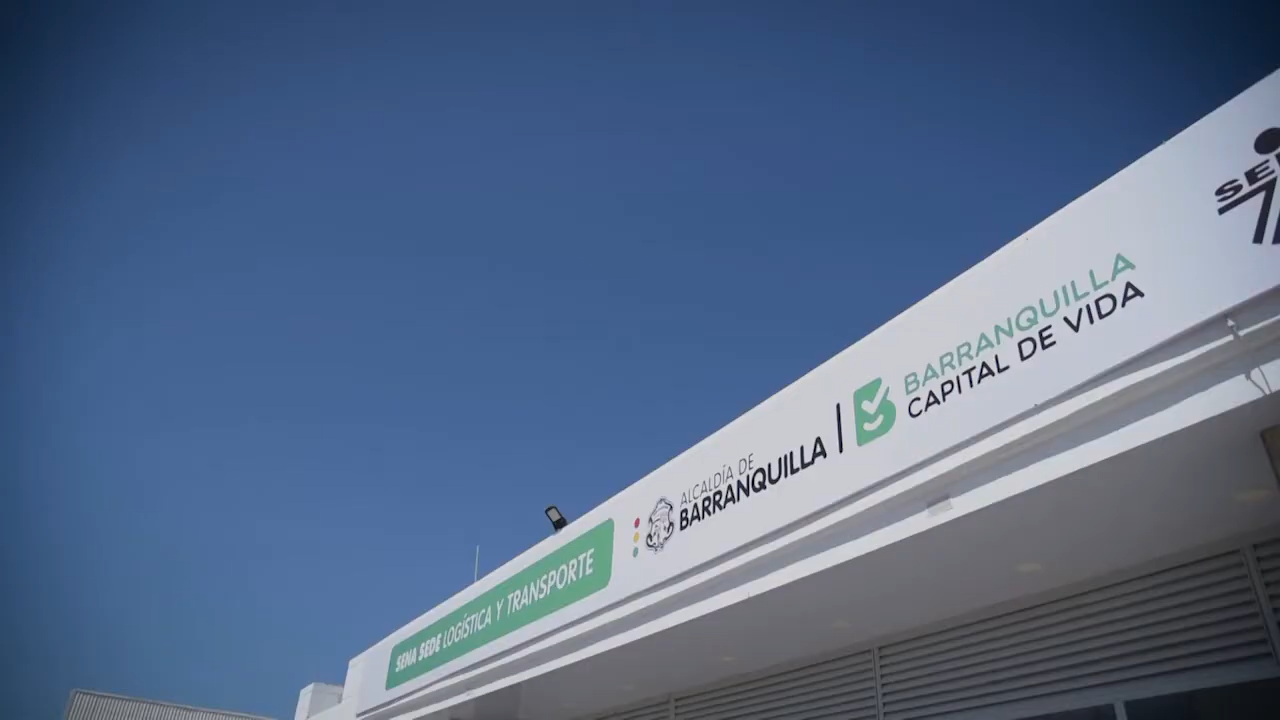 SENA SEDE LOGÍSTICA Y TRANSPORTE
ALCALDÍA DE
BARRANQUILLA
BARRANQUILLA
CAPITAL DE VIDA